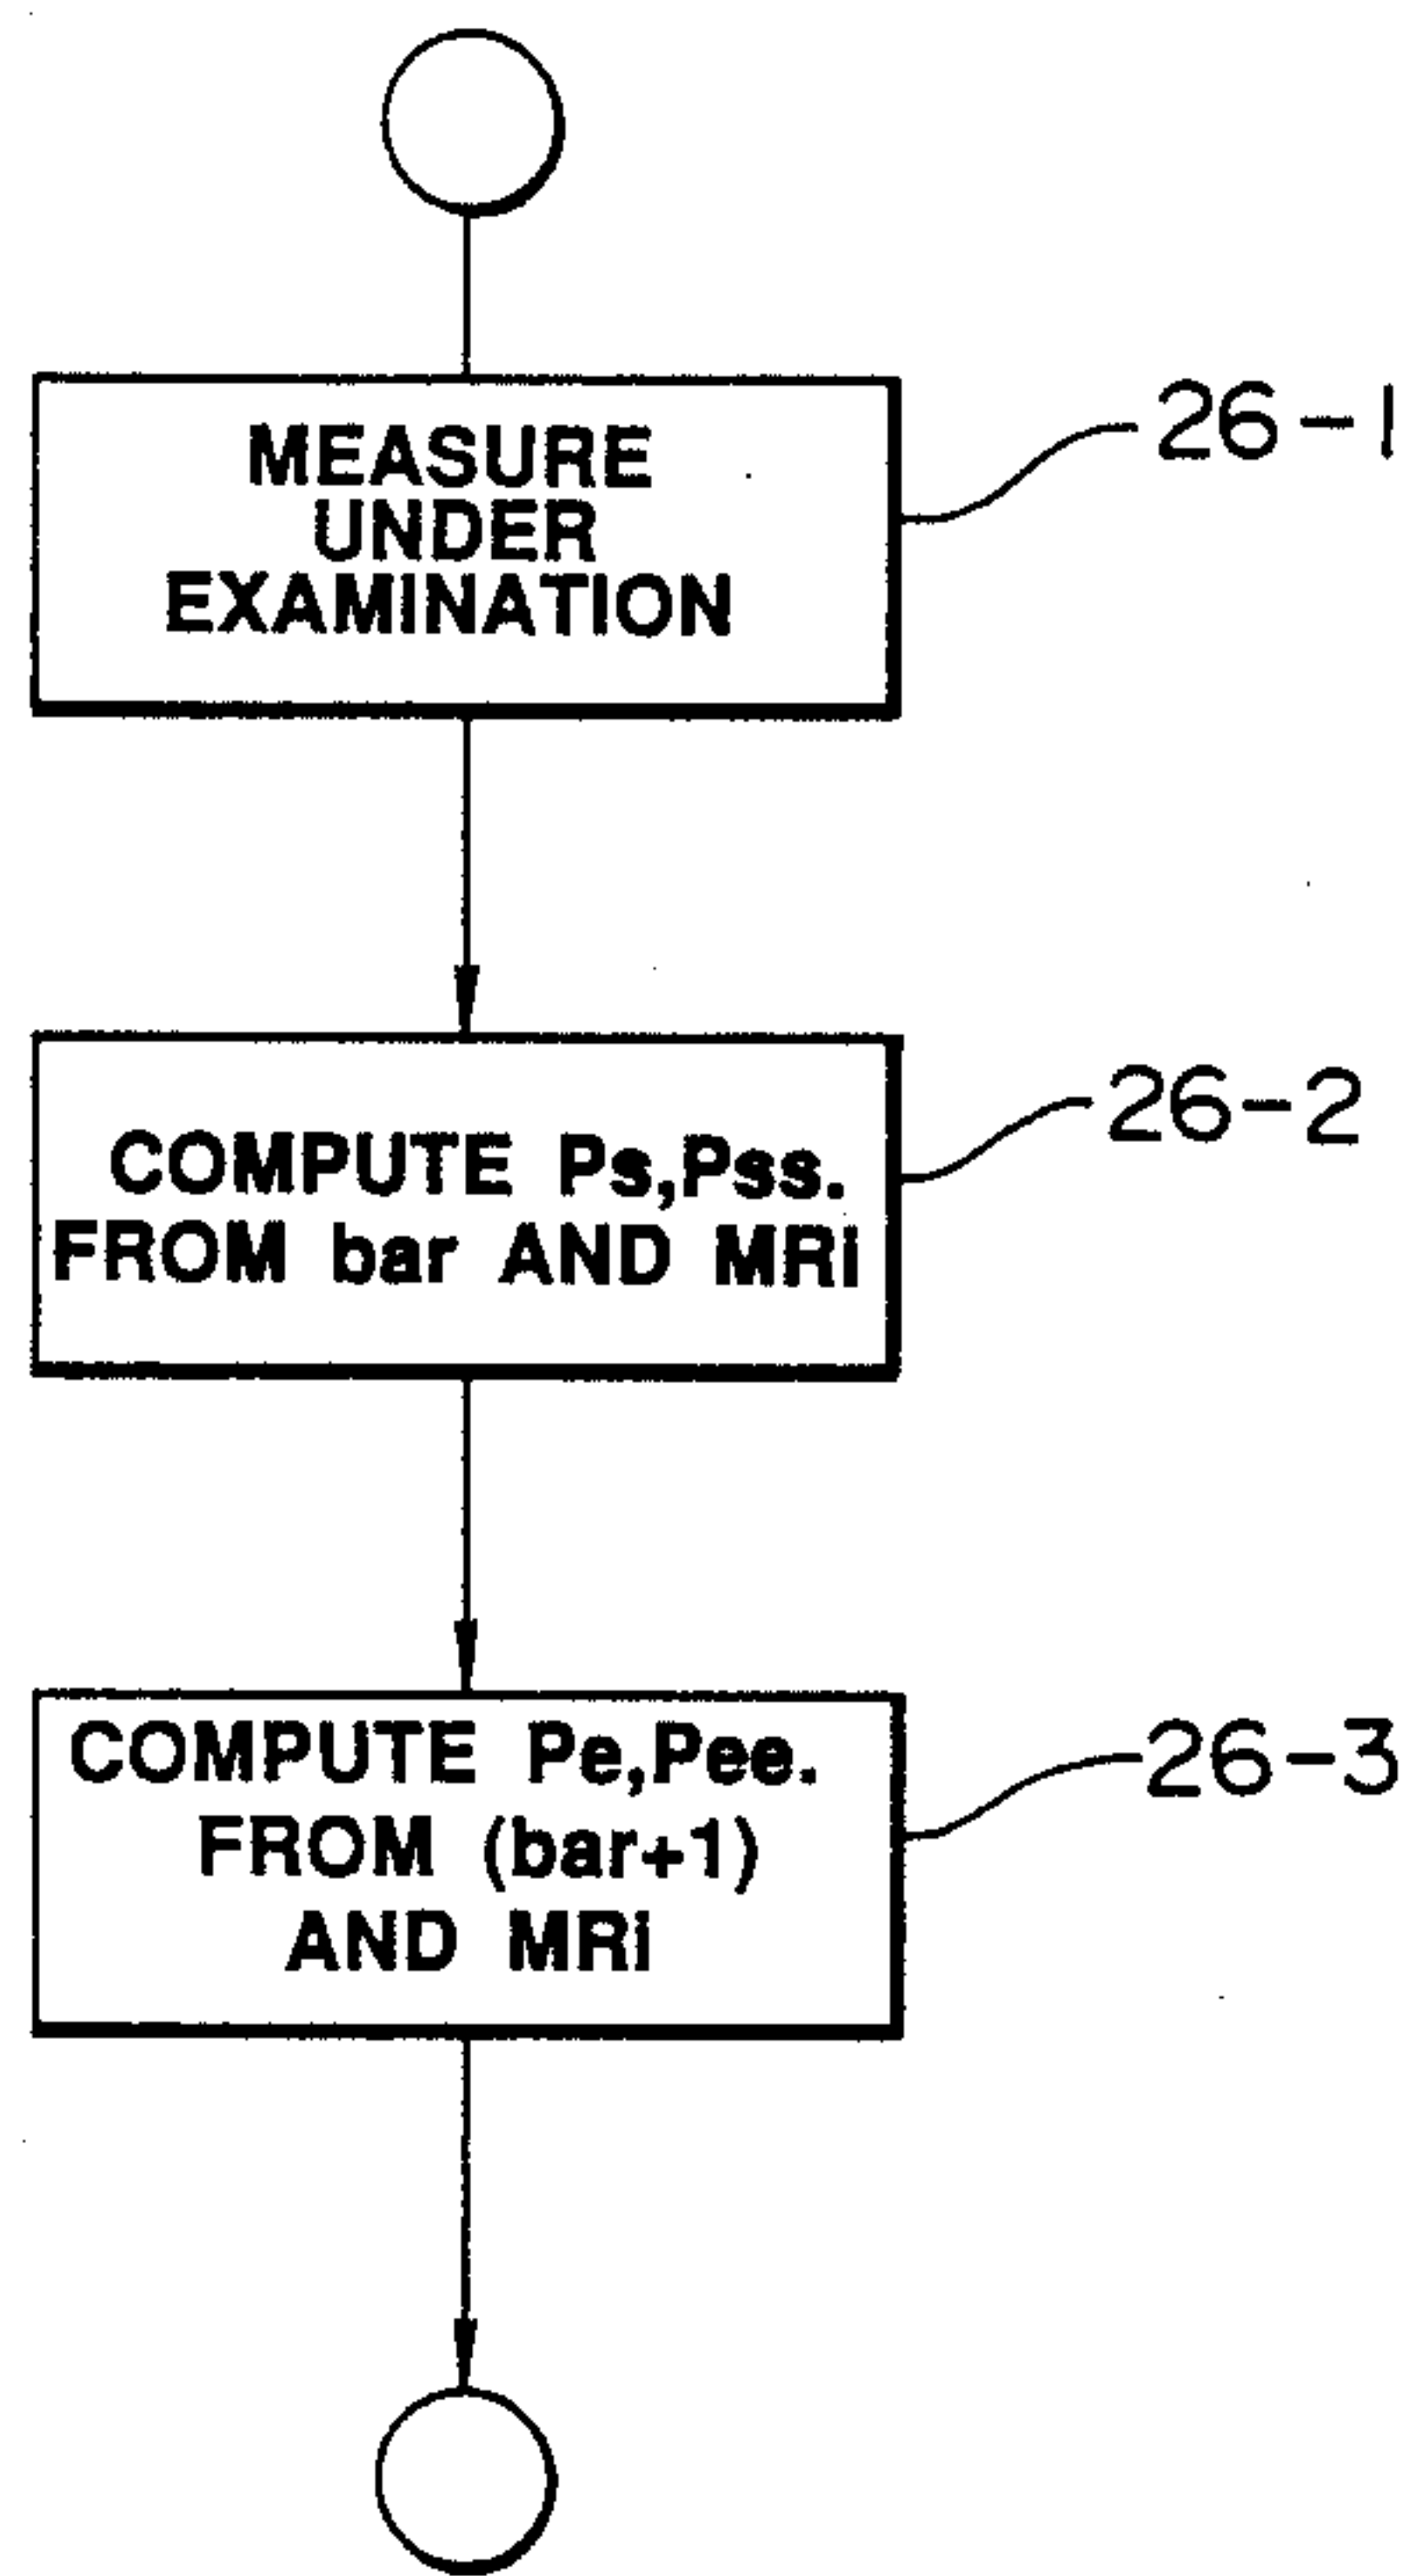 MEASURE
UNDER
EXAMINATION
26-1
COMPUTE Ps,Pss.
FROM bar AND MRi
26-2
COMPUTE Pe,Pee.
FROM (bar+1)
AND MRi
26-3